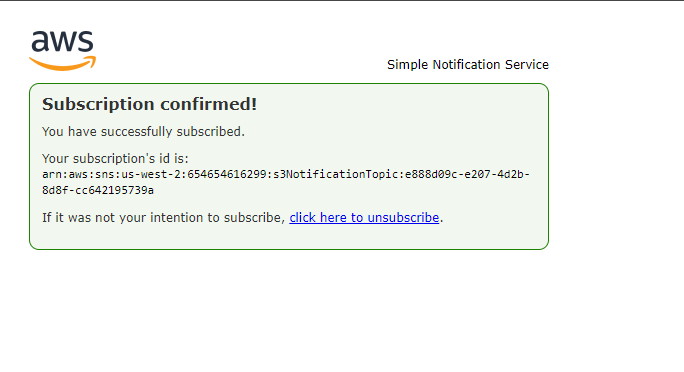 aws
Simple Notification Service
Subscription confirmed!
You have successfully subscribed.
Your subscription's id is:
arn:aws:sns:us-west-2:654654616299:s3NotificationTopic:e888d09c-e207-4d2b-
8d8f-cc642195739a
If it was not your intention to subscribe, click here to unsubscribe.